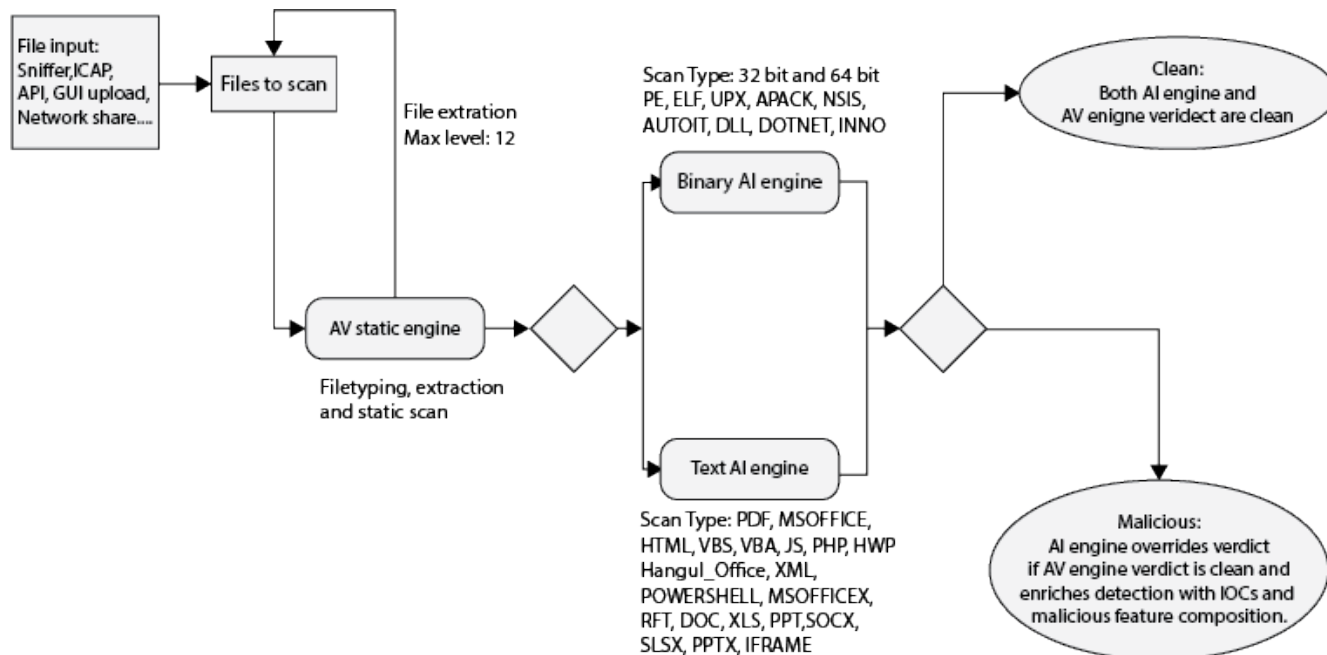 File input:
Sniffer,ICAP,
API, GUI upload,
Network share....
Files to scan
File extration
Max level: 12
AV static engine
Filetyping, extraction
and static scan
Scan Type: 32 bit and 64 bit
PE, ELF, UPX, APACK, NSIS,
AUTOIT, DLL, DOTNET, INNO
Binary AI engine
Text AI engine
Scan Type: PDF, MSOFFICE,
HTML, VBS, VBA, JS, PHP, HWP
Hangul_Office, XML,
POWERSHELL, MSOFFICEX,
RFT, DOC, XLS, PPT,SOCX,
SLSX, PPTX, IFRAME
Clean:
Both AI engine and
AV enigne veridect are clean
Malicious:
AI engine overrides verdict
if AV engine verdict is clean and
enriches detection with IOCs and
malicious feature composition.